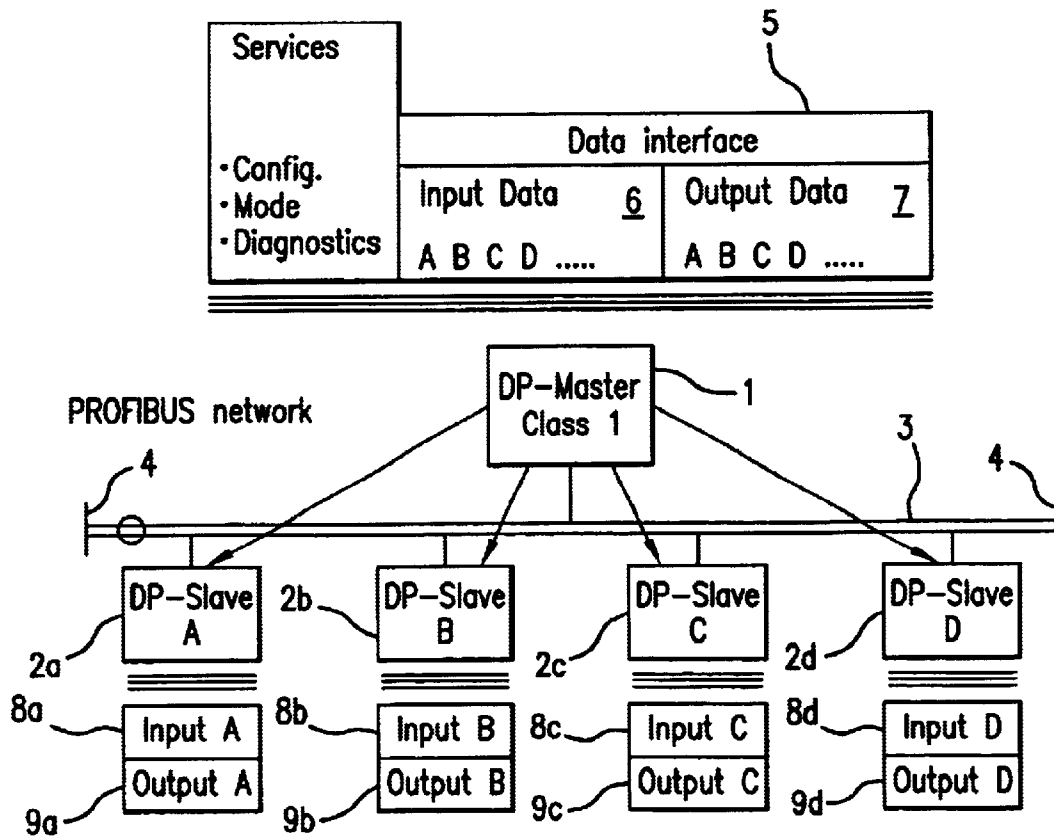 5
Services
Data interface
· Config.
· Mode
· Diagnostics
Input Data 6
A B C D .....
Output Data 7
A B C D .....
DP-Master
Class 1
1
PROFIBUS network
4
3
4
DP-Slave
A
2a
DP-Slave
B
2b
DP-Slave
C
2c
DP-Slave
D
2d
8a
Input A
Output A
9a
8b
Input B
Output B
9b
8c
Input C
Output C
9c
8d
Input D
Output D
9d